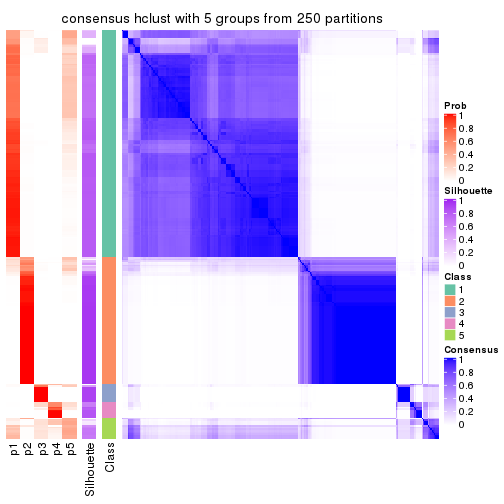 consensus hclust with 5 groups from 250 partitions
Prob
1
0.8
0.6
0.4
0.2
0
Silhouette
1
0.8
0.6
0.4
0.2
0
Class
1
2
3
4
5
Consensus
1
0.8
0.6
0.4
0.2
0
p1
p2
p3
p4
p5
Silhouette
Class